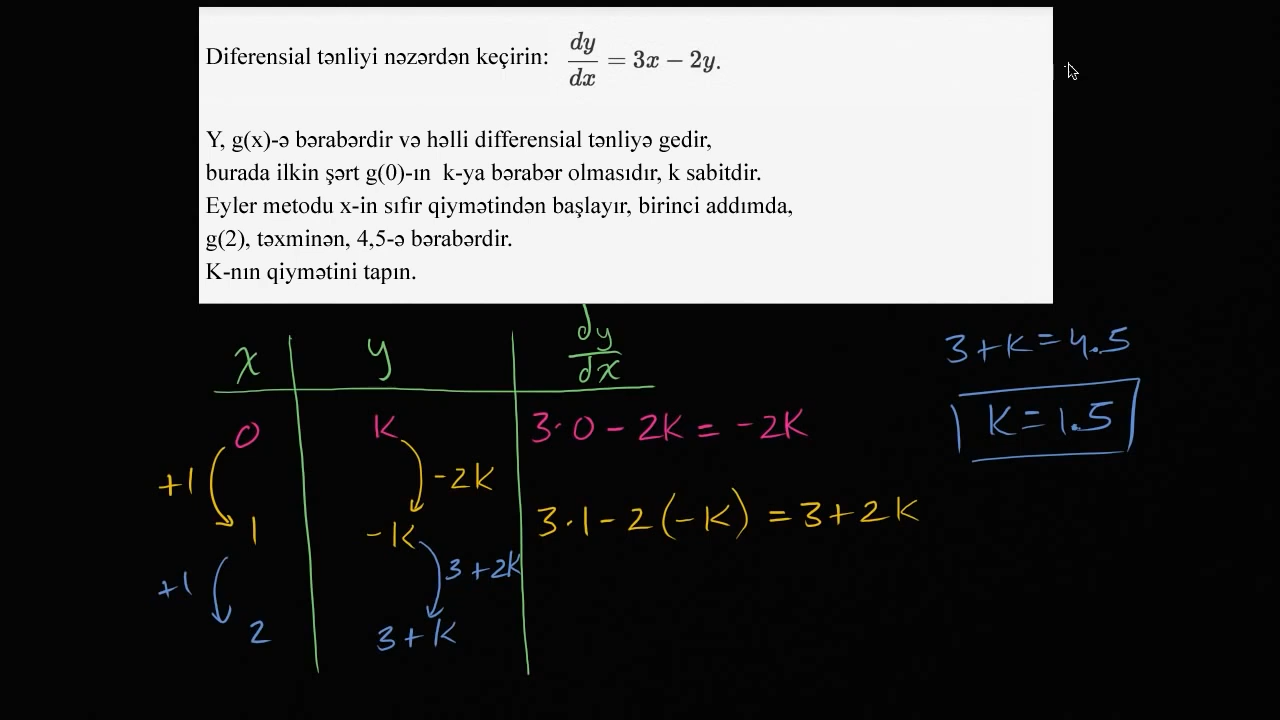 Diferensial tənliyi nəzərdən keçirin: dy/dx = 3x − 2y.
Y, g(x)-ə bərabərdir və həlli differensial tənliyə gedir,
burada ilkin şərt g(0)-ın k-ya bərabər olmasıdır, k sabitdir.
Eyler metodu x-in sıfır qiymətindən başlayır, birinci addımda,
g(2), təxminən, 4,5-ə bərabərdir.
K-nın qiymətini tapın.
x y dy/dx
0 K 3·0 - 2K = -2K
+1 -2K
1 -K 3·1 - 2(-K) = 3+2K
+1 3+2K
2 3+K
3+K=4.5
K=1.5